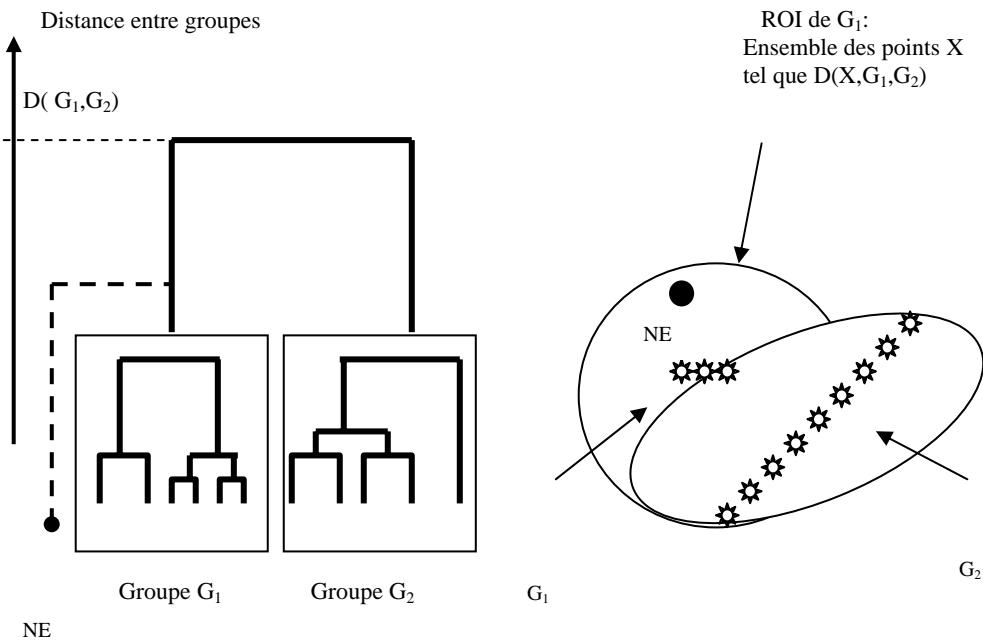 Distance entre groupes
D( G₁,G₂)
Groupe G₁
Groupe G₂
NE
ROI de G₁:
Ensemble des points X
tel que D(X,G₁,G₂)
NE
G₁
G₂